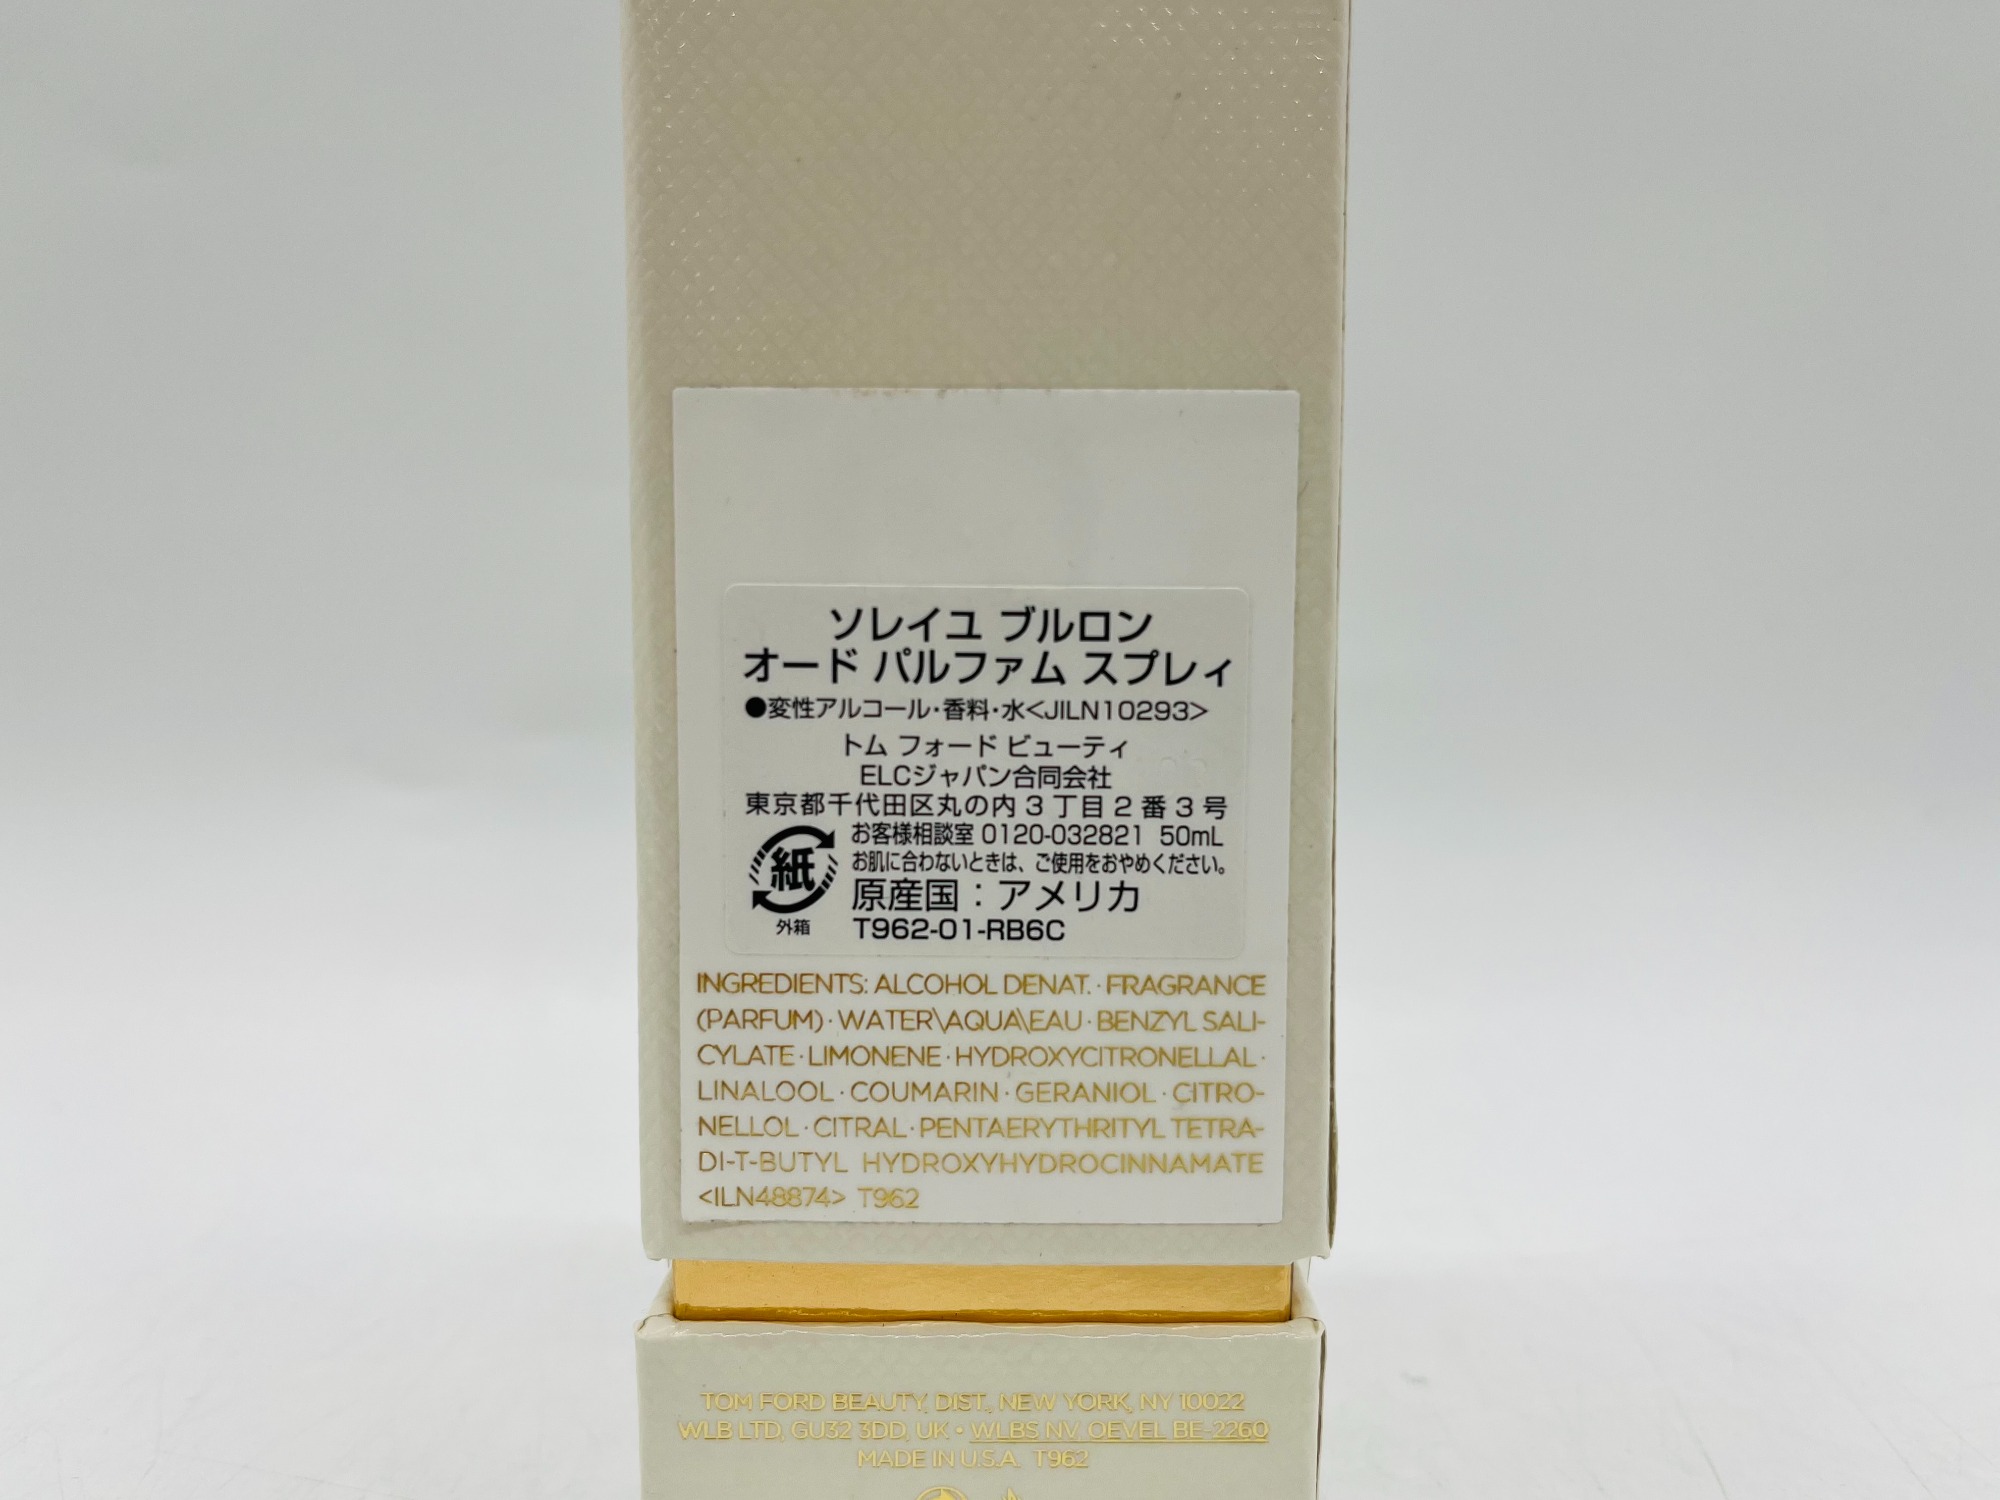 ソレイユ ブルロン
オード パルファム スプレィ
●変性アルコール・香料・水<JILN10293>
トム フォード ビューティ
ELCジャパン合同会社
東京都千代田区丸の内3丁目2番3号
お客様相談室 0120-032821 50mL
お肌に合わないときは、ご使用をおやめください。
紙
原産国：アメリカ
外箱
T962-01-RB6C
INGREDIENTS: ALCOHOL DENAT. · FRAGRANCE
(PARFUM) · WATER\AQUA\EAU · BENZYL SALI-
CYLATE · LIMONENE · HYDROXYCITRONELLAL ·
LINALOOL · COUMARIN · GERANIOL · CITRO-
NELLOL · CITRAL · PENTAERYTHRITYL TETRA-
DI-T-BUTYL HYDROXYHYDROCINNAMATE
<ILN48874> T962
TOM FORD BEAUTY, DIST., NEW YORK, NY 10022
WLB LTD, GU32 3DD, UK • WLBS NV, OEVEL BE-2260
MADE IN U.S.A. T962